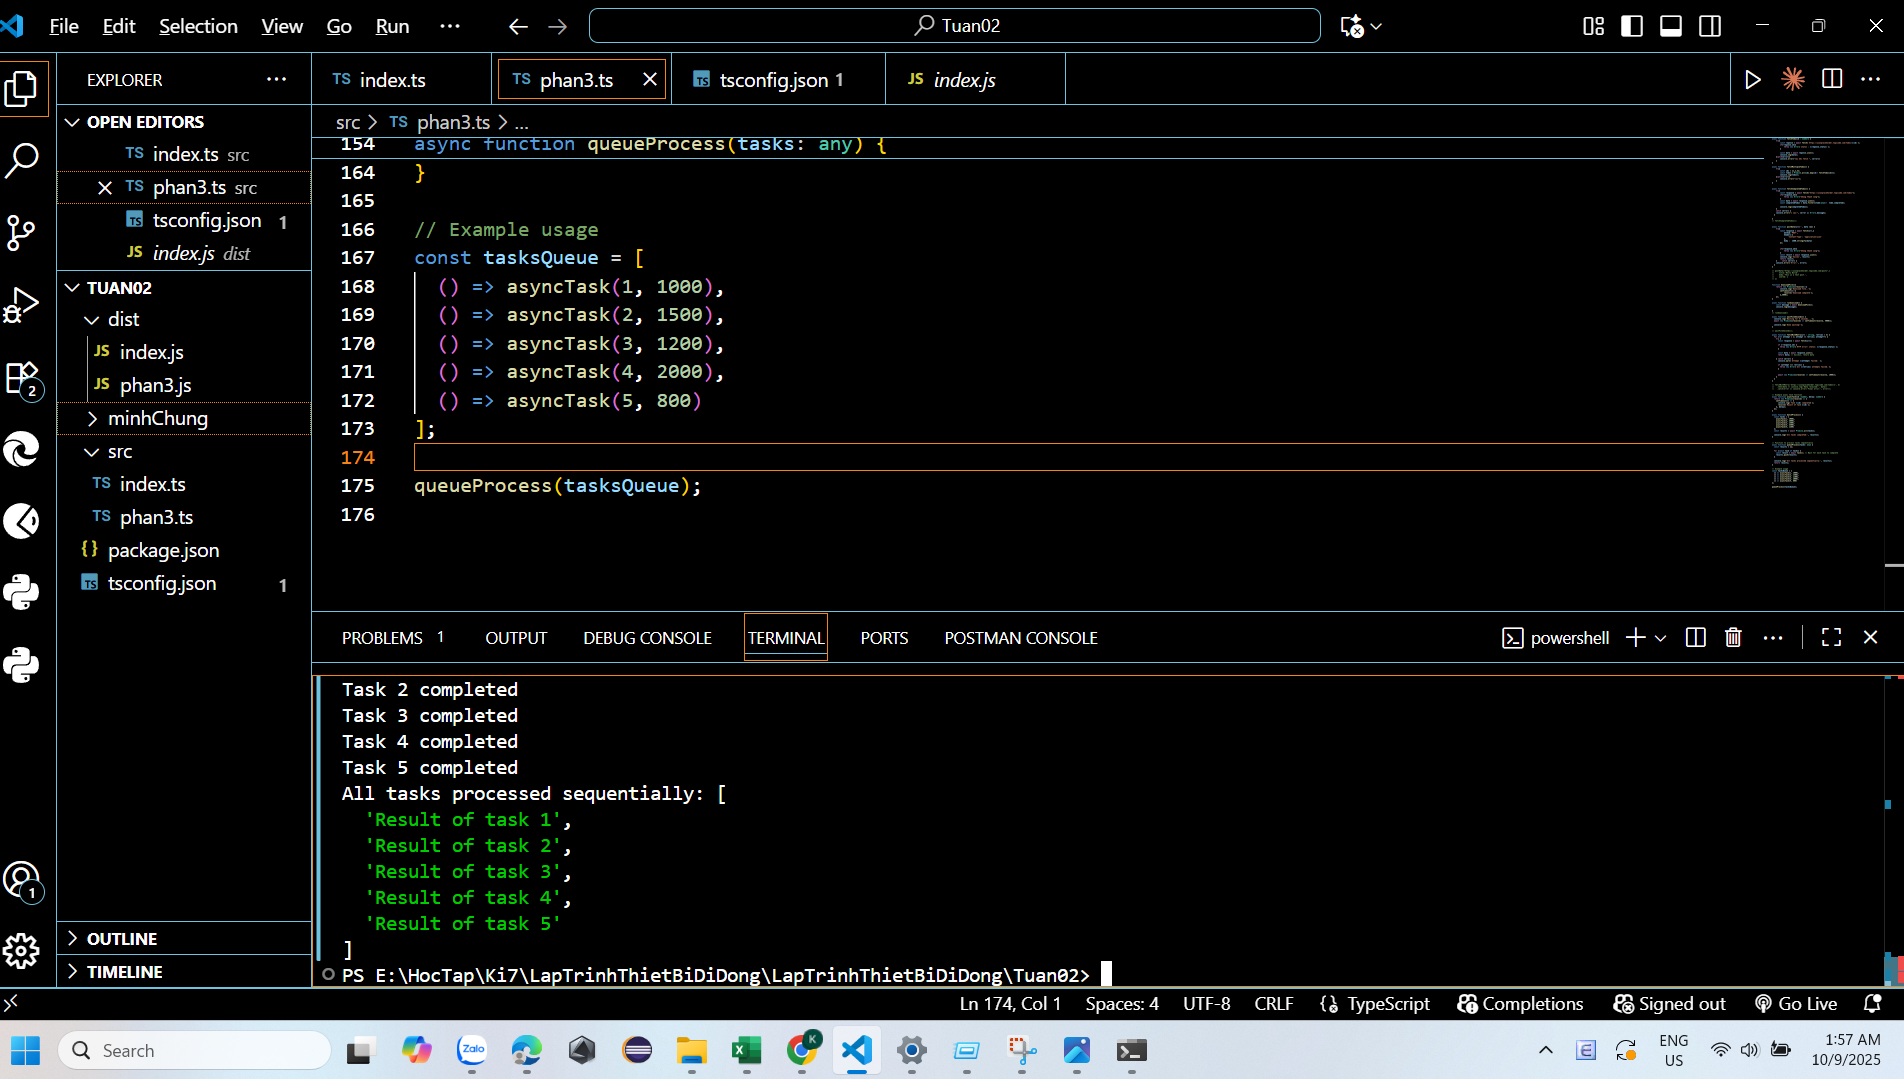 File Edit Selection View Go Run ··· Tuan02
EXPLORER
TS index.ts
TS phan3.ts
TS tsconfig.json 1
JS index.js
src > TS phan3.ts > ...
OPEN EDITORS
TS index.ts src
TS phan3.ts src
TS tsconfig.json 1
JS index.js dist
TUAN02
dist
JS index.js
JS phan3.js
minhChung
src
TS index.ts
TS phan3.ts
{} package.json
TS tsconfig.json 1
OUTLINE
TIMELINE
2
1
154 async function queueProcess(tasks: any) {
164 }
165
166 // Example usage
167 const tasksQueue = [
168 () => asyncTask(1, 1000),
169 () => asyncTask(2, 1500),
170 () => asyncTask(3, 1200),
171 () => asyncTask(4, 2000),
172 () => asyncTask(5, 800)
173 ];
174
175 queueProcess(tasksQueue);
176
PROBLEMS 1 OUTPUT DEBUG CONSOLE TERMINAL PORTS POSTMAN CONSOLE powershell
Task 2 completed
Task 3 completed
Task 4 completed
Task 5 completed
All tasks processed sequentially: [
'Result of task 1',
'Result of task 2',
'Result of task 3',
'Result of task 4',
'Result of task 5'
]
PS E:\HocTap\Ki7\LapTrinhThietBiDiDong\LapTrinhThietBiDiDong\Tuan02>
Ln 174, Col 1 Spaces: 4 UTF-8 CRLF {} TypeScript Completions Signed out Go Live
Search
Zalo
K
ENG
US
1:57 AM
10/9/2025